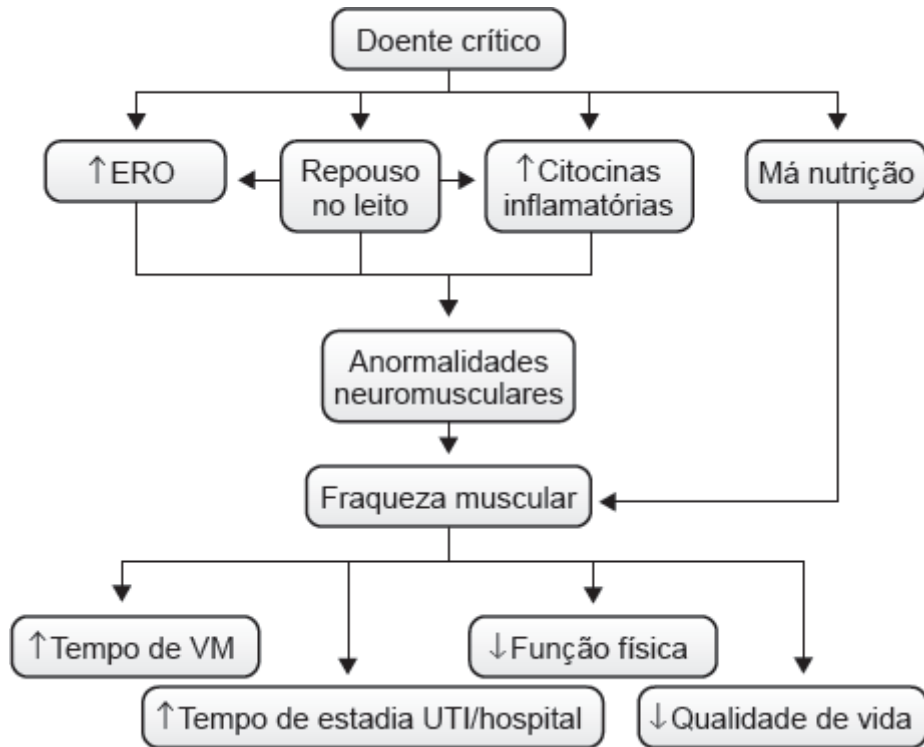 Doente crítico
↑ERO
Repouso
no leito
↑Citocinas
inflamatórias
Má nutrição
Anormalidades
neuromusculares
Fraqueza muscular
↑Tempo de VM
↓Função física
↑Tempo de estadia UTI/hospital
↓Qualidade de vida